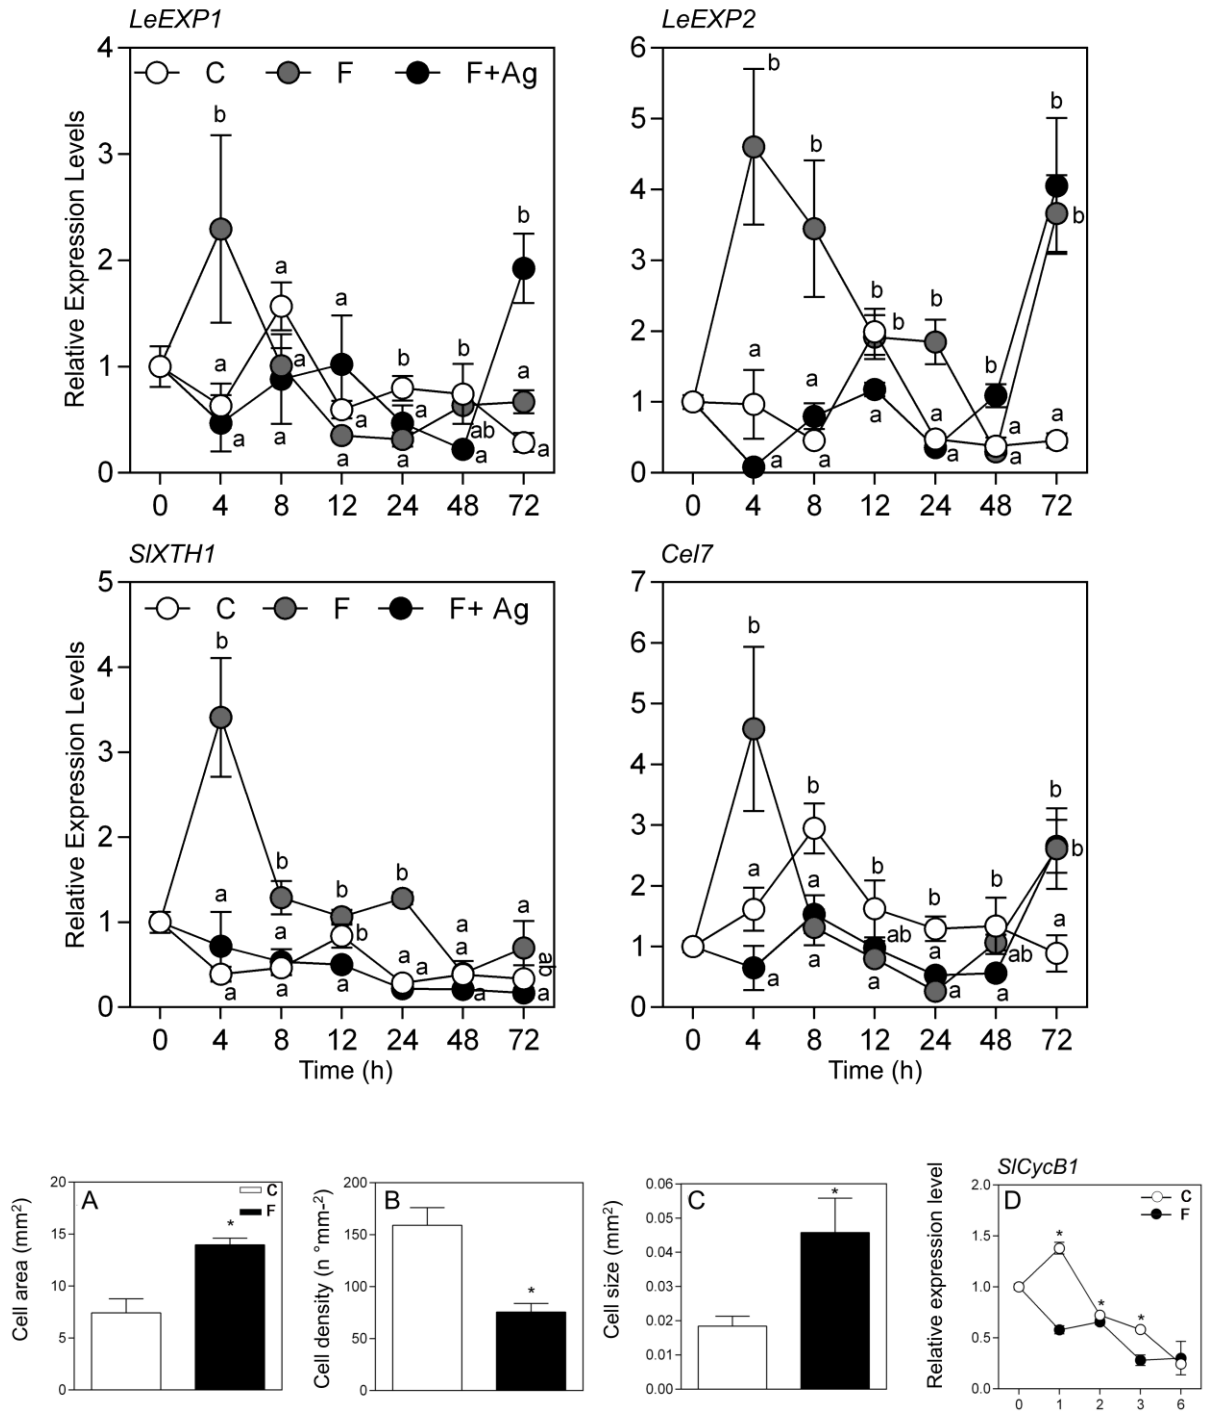 LeEXP1
4
3
2
1
0
Relative Expression Levels
C F F+Ag
b
a
a
a
a
a
a
a
a
b
a
a
b
ab
a
b
a
a
0 4 8 12 24 48 72
LeEXP2
6
5
4
3
2
1
0
b
a
a
b
a
a
b
b
a
b
a
b
a
a
b
b
a
0 4 8 12 24 48 72
SlXTH1
5
4
3
2
1
0
Relative Expression Levels
C F F+ Ag
b
a
a
b
a
a
b
b
a
b
a
a
a
a
a
a
ab
a
0 4 8 12 24 48 72
Time (h)
Cel7
7
6
5
4
3
2
1
0
b
a
a
b
a
a
b
ab
a
b
a
a
b
ab
a
b
b
a
0 4 8 12 24 48 72
Time (h)
A
Cell area (mm²)
20
15
10
5
0
C
F
*
B
Cell density (n °mm-²)
200
150
100
50
0
*
C
Cell size (mm²)
0.06
0.05
0.04
0.03
0.02
0.01
0.00
*
SlCycB1
D
Relative expression level
2.0
1.5
1.0
0.5
0.0
C
F
*
*
*
0 1 2 3 6